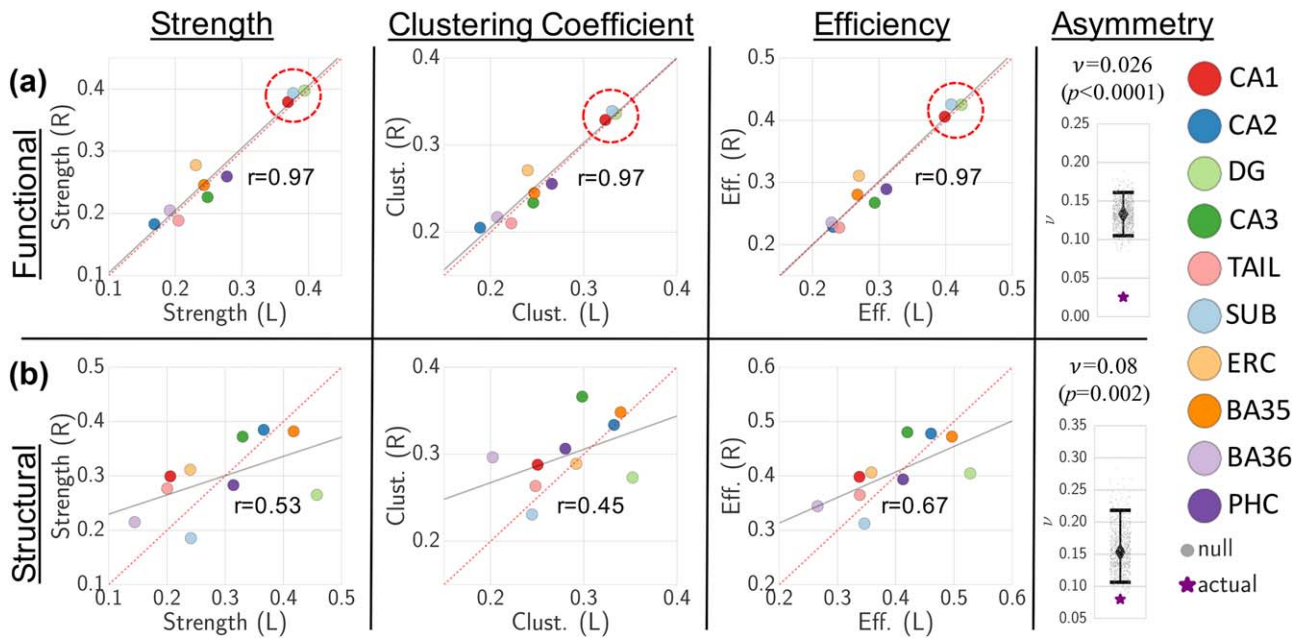 Strength
Clustering Coefficient
Efficiency
Asymmetry
(a)
Functional
Strength (R)
0.4
0.3
0.2
0.1
r=0.97
0.1 0.2 0.3 0.4
Strength (L)
Clust. (R)
0.4
0.3
0.2
r=0.97
0.2 0.3 0.4
Clust. (L)
Eff. (R)
0.5
0.4
0.3
0.2
r=0.97
0.2 0.3 0.4 0.5
Eff. (L)
ν=0.026
(p<0.0001)
0.25
0.20
0.15
0.10
0.05
0.00
ν
(b)
Structural
Strength (R)
0.5
0.4
0.3
0.2
0.1
r=0.53
0.1 0.2 0.3 0.4 0.5
Strength (L)
Clust. (R)
0.4
0.3
0.2
r=0.45
0.2 0.3 0.4
Clust. (L)
Eff. (R)
0.6
0.5
0.4
0.3
0.2
r=0.67
0.2 0.3 0.4 0.5 0.6
Eff. (L)
ν=0.08
(p=0.002)
0.35
0.30
0.25
0.20
0.15
0.10
0.05
ν
CA1
CA2
DG
CA3
TAIL
SUB
ERC
BA35
BA36
PHC
null
actual